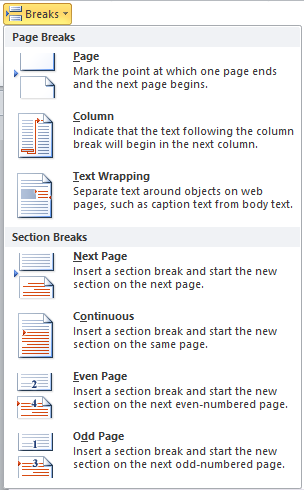 Breaks
Page Breaks
Page
Mark the point at which one page ends
and the next page begins.
Column
Indicate that the text following the column
break will begin in the next column.
Text Wrapping
Separate text around objects on web
pages, such as caption text from body text.
Section Breaks
Next Page
Insert a section break and start the new
section on the next page.
Continuous
Insert a section break and start the new
section on the same page.
Even Page
Insert a section break and start the new
section on the next even-numbered page.
2
4
Odd Page
Insert a section break and start the new
section on the next odd-numbered page.
1
3